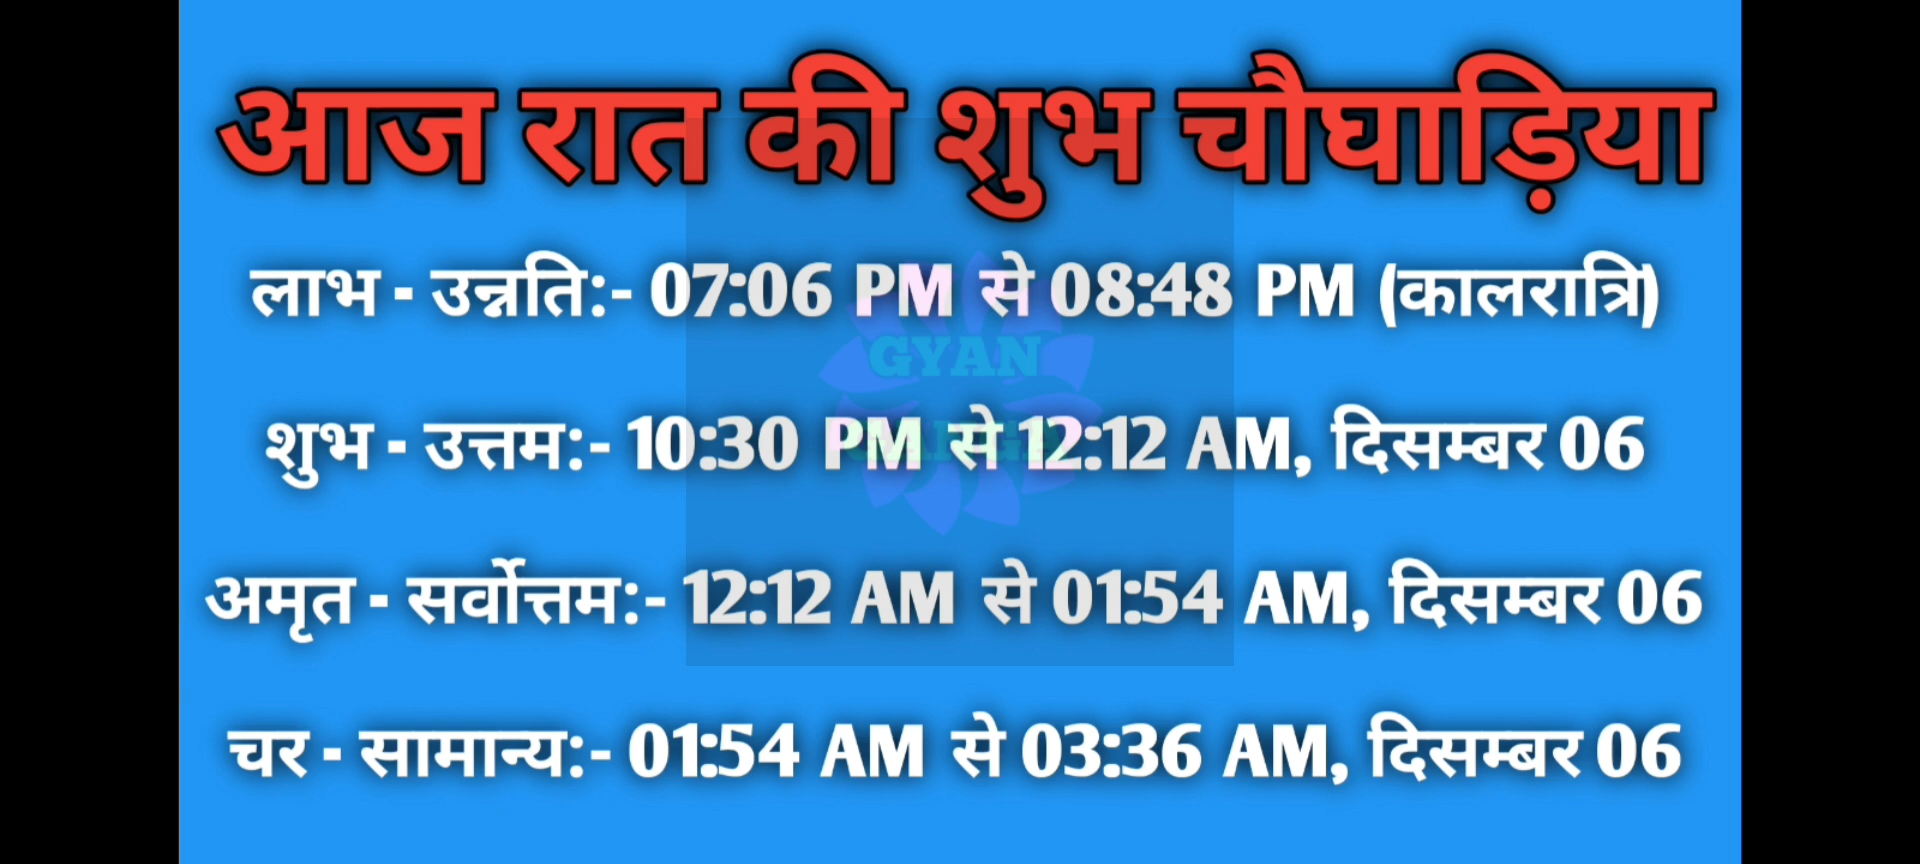 आज रात की शुभ चौघाड़िया
लाभ - उन्नति:- 07:06 PM से 08:48 PM (कालरात्रि)
GYAN
शुभ - उत्तम:- 10:30 PM से 12:12 AM, दिसम्बर 06
अमृत - सर्वोत्तम:- 12:12 AM से 01:54 AM, दिसम्बर 06
चर - सामान्य:- 01:54 AM से 03:36 AM, दिसम्बर 06